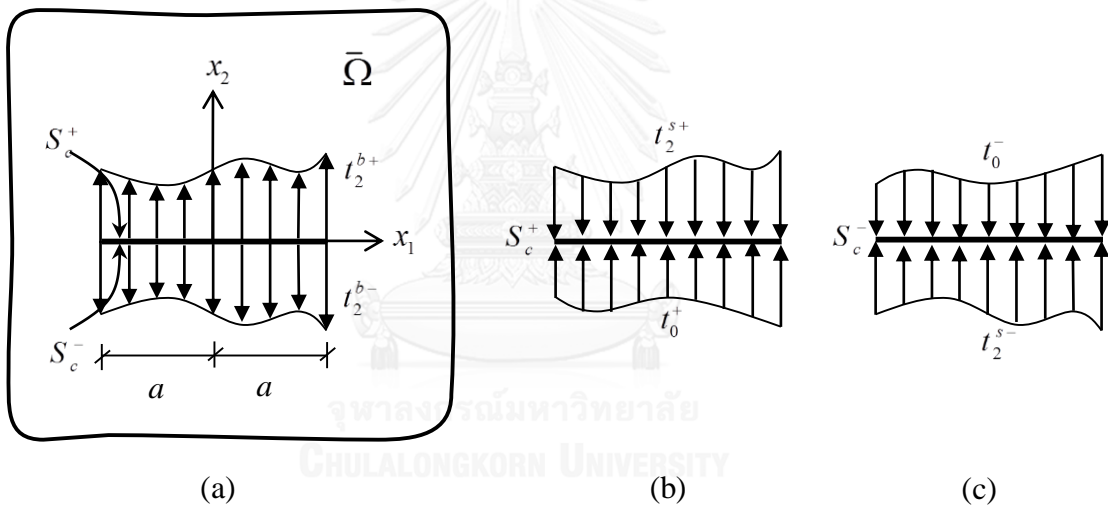 x₂
Ω̄
S_c^+
t_2^{b+}
x₁
t_2^{b-}
S_c^-
a
a
(a)
t_2^{s+}
S_c^+
t_0^+
(b)
t_0^-
S_c^-
t_2^{s-}
(c)
จุฬาลงกรณ์มหาวิทยาลัย
CHULALONGKORN UNIVERSITY